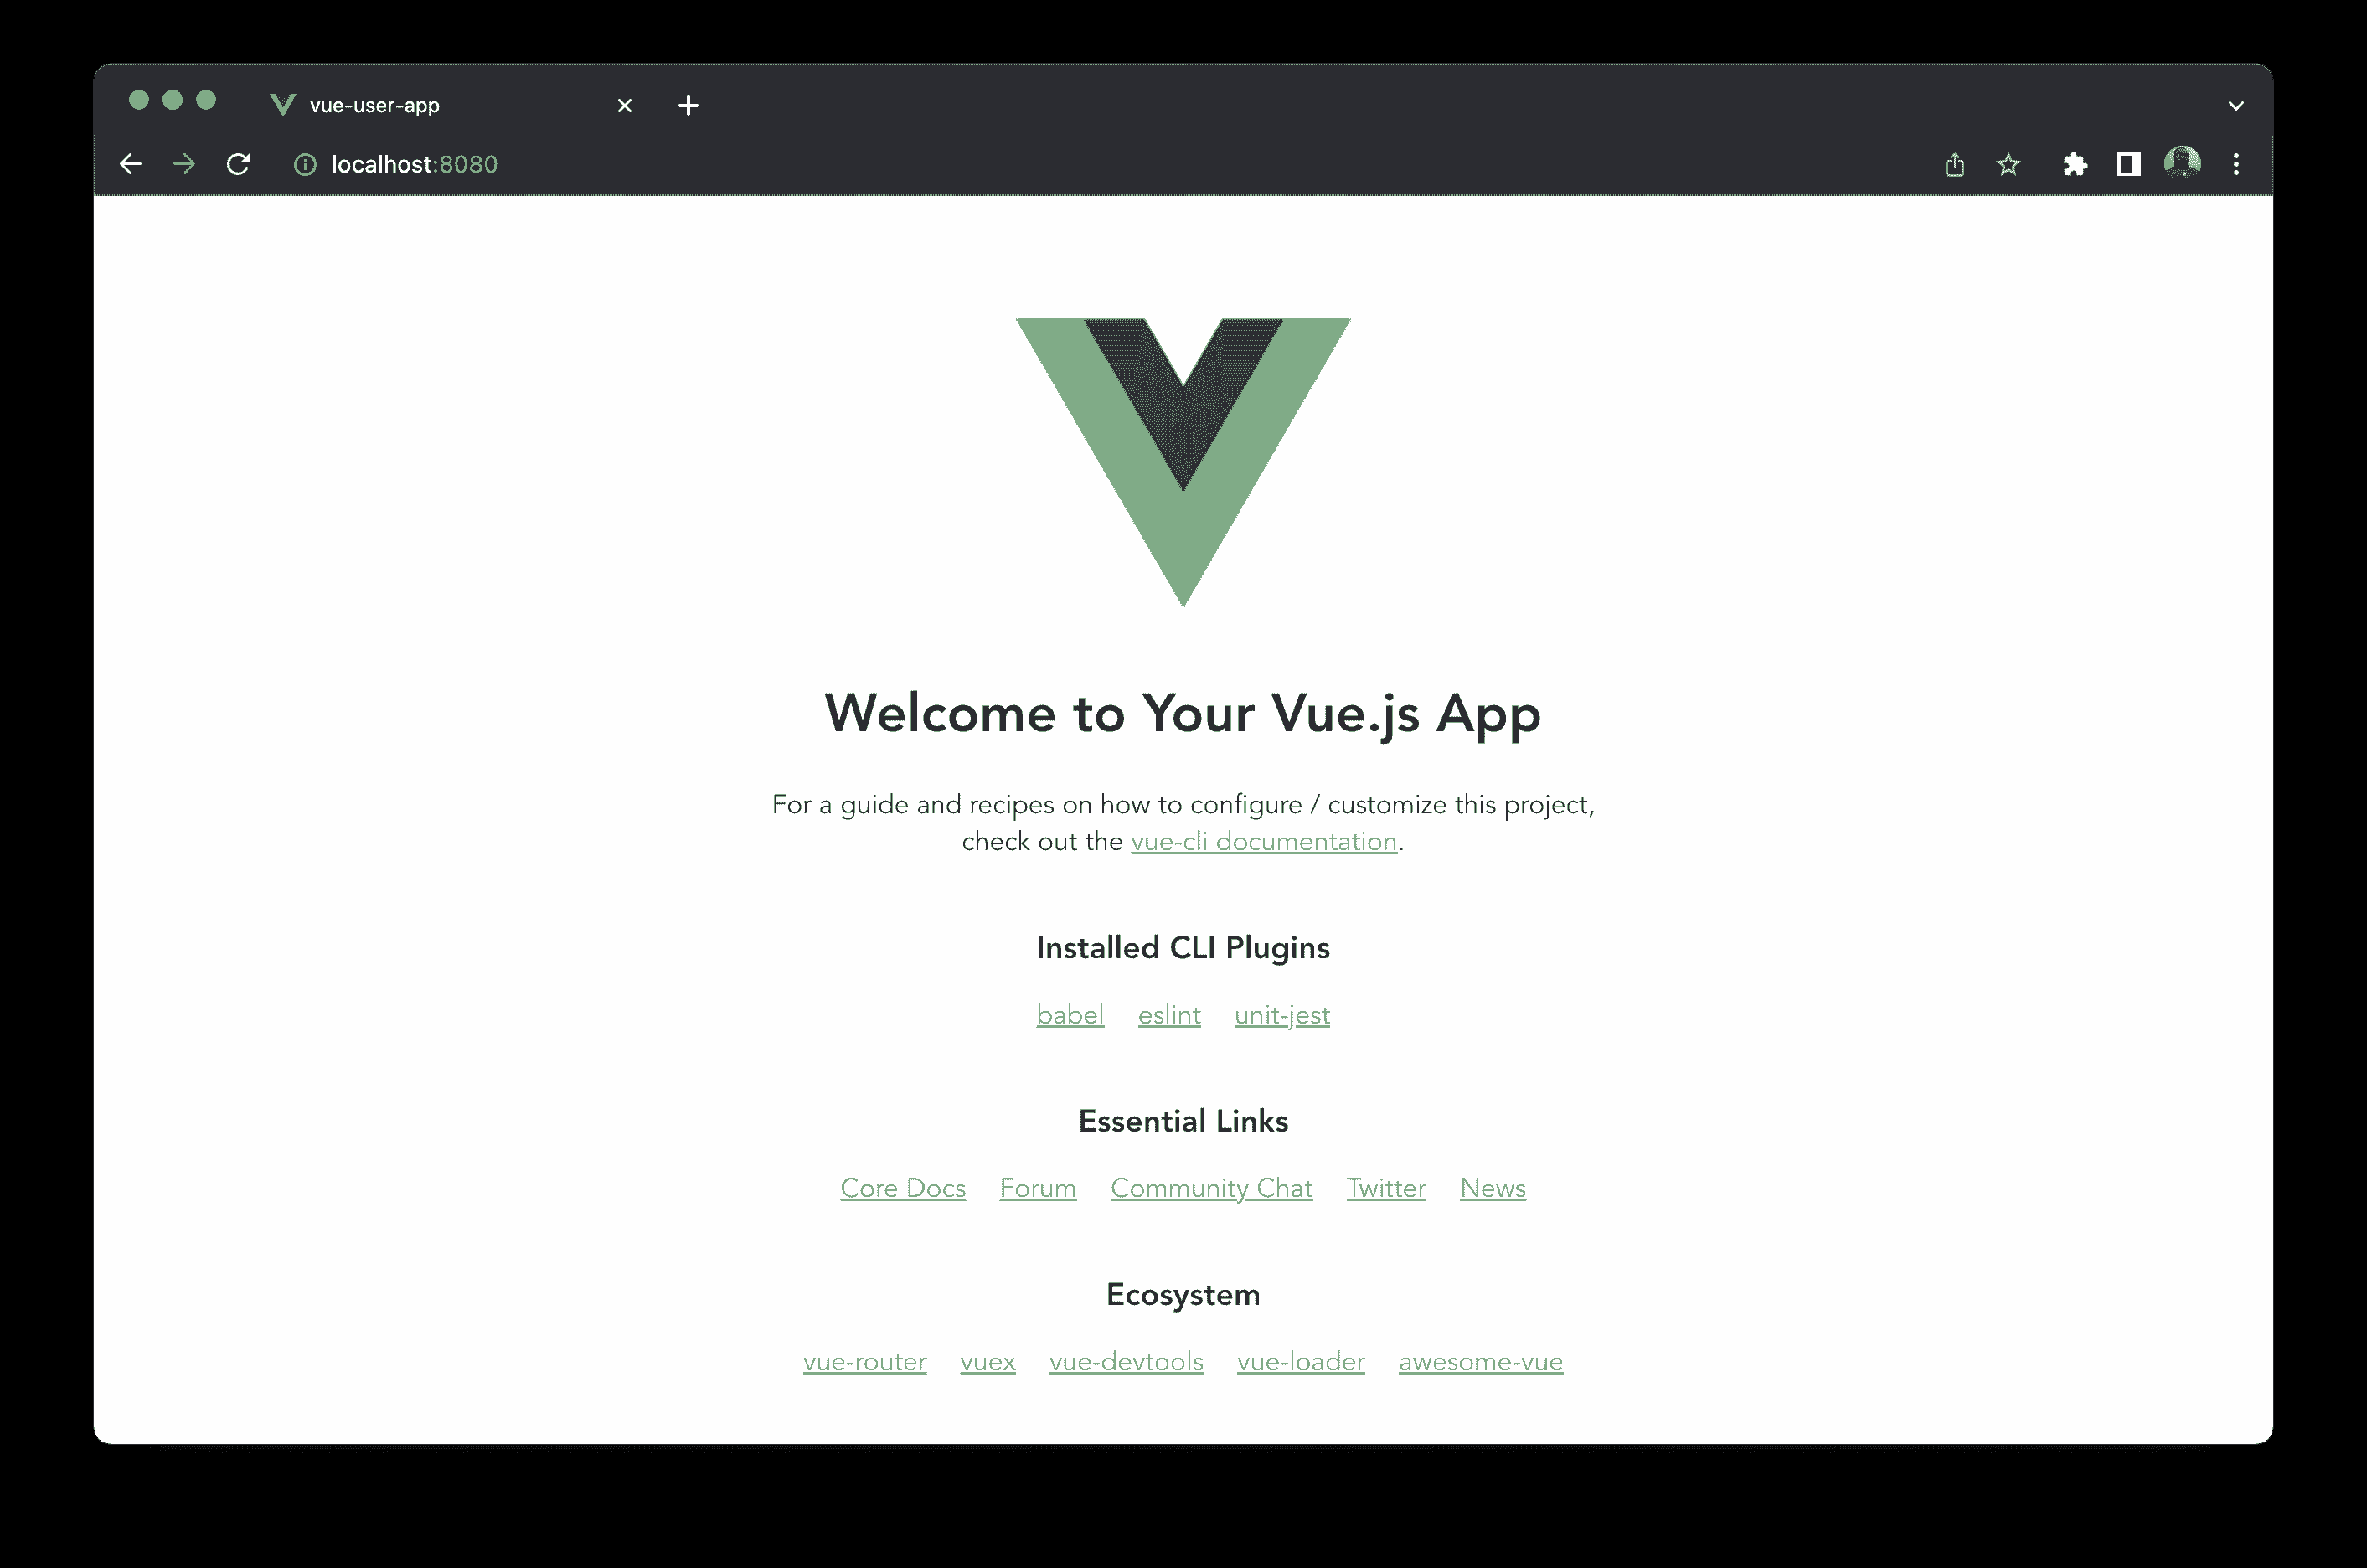 vue-user-app
localhost:8080
Welcome to Your Vue.js App
For a guide and recipes on how to configure / customize this project,
check out the vue-cli documentation.
Installed CLI Plugins
babel eslint unit-jest
Essential Links
Core Docs Forum Community Chat Twitter News
Ecosystem
vue-router vuex vue-devtools vue-loader awesome-vue